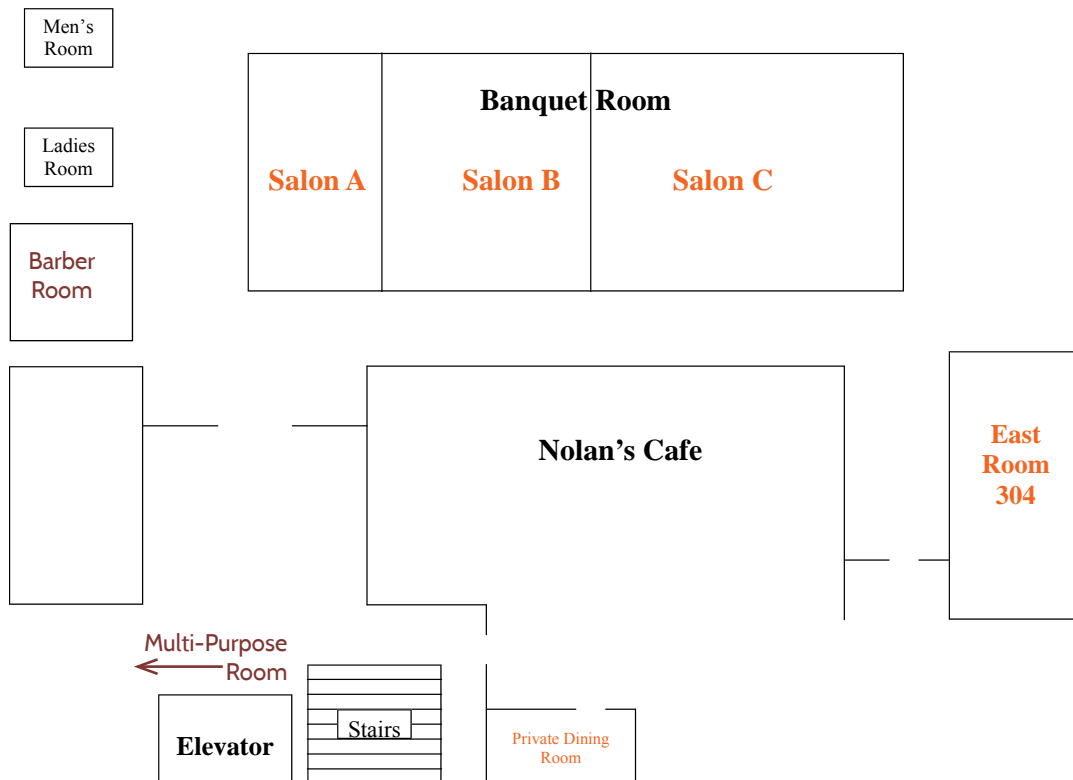 Men’s
Room
Banquet Room
Ladies
Room
Salon A
Salon B
Salon C
Barber
Room
Nolan’s Cafe
East
Room
304
Multi-Purpose
Room
Elevator
Stairs
Private Dining
Room